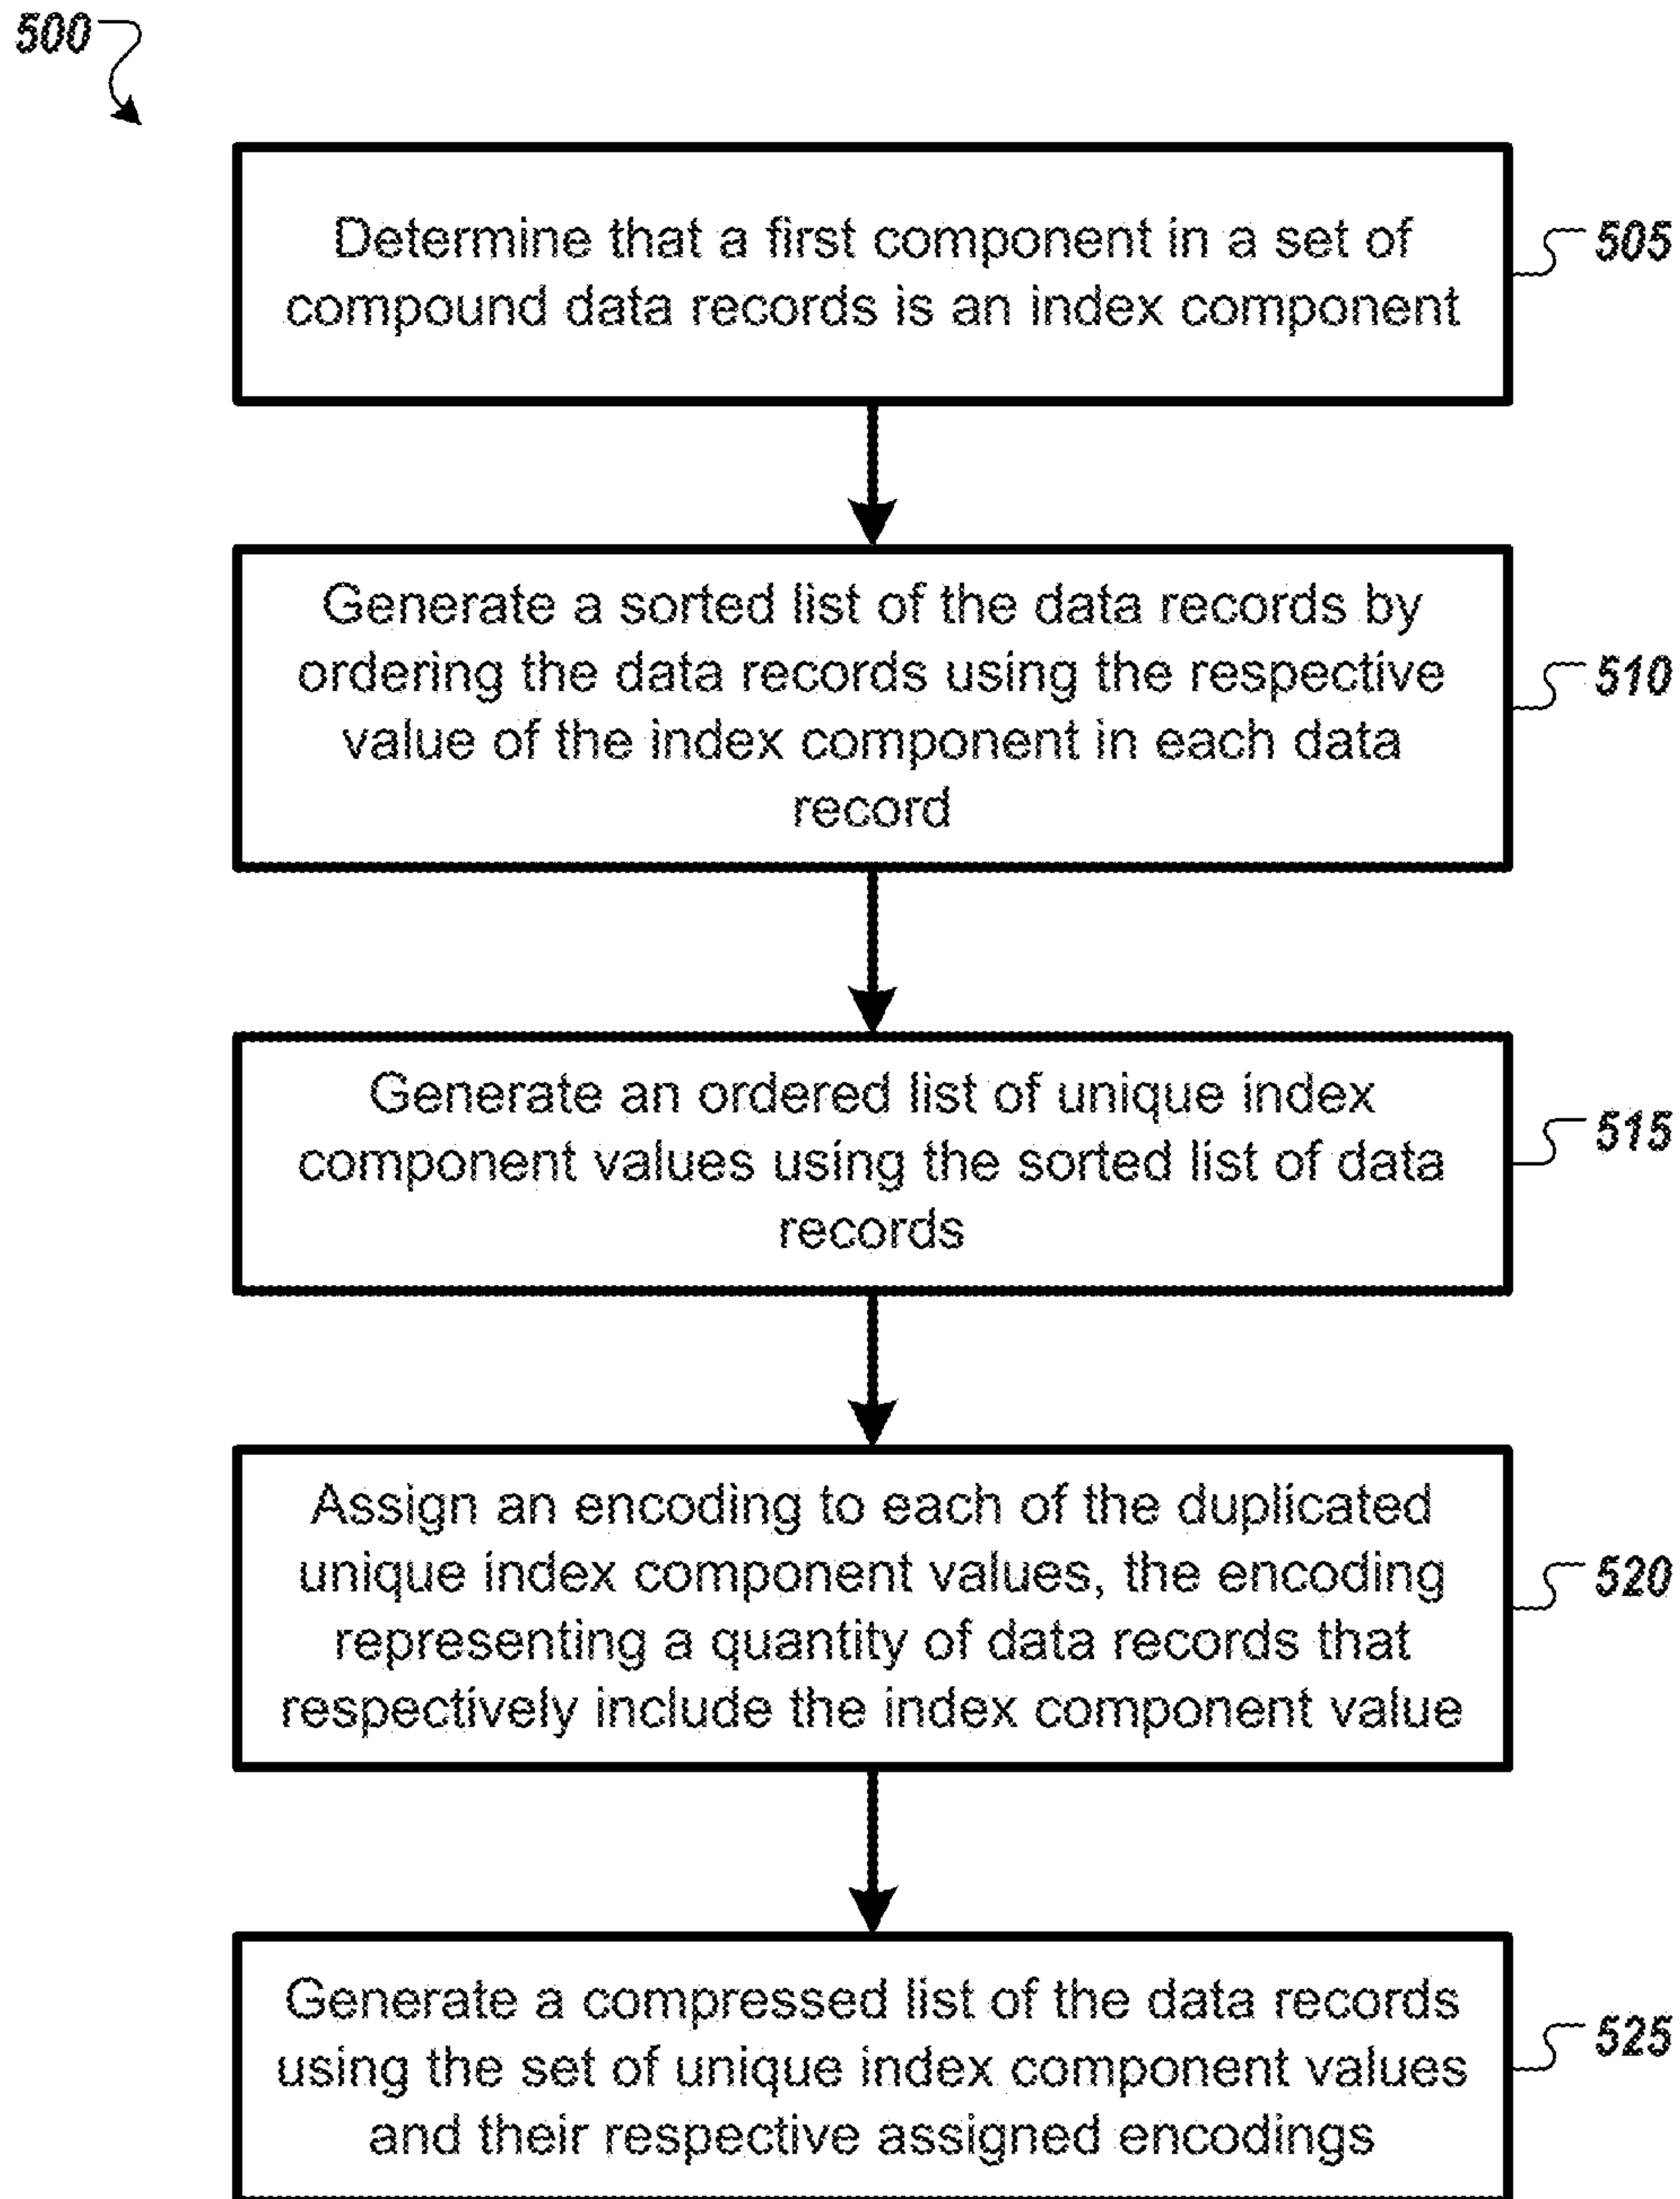 500
Determine that a first component in a set of
compound data records is an index component
505
Generate a sorted list of the data records by
ordering the data records using the respective
value of the index component in each data
record
510
Generate an ordered list of unique index
component values using the sorted list of data
records
515
Assign an encoding to each of the duplicated
unique index component values, the encoding
representing a quantity of data records that
respectively include the index component value
520
Generate a compressed list of the data records
using the set of unique index component values
and their respective assigned encodings
525